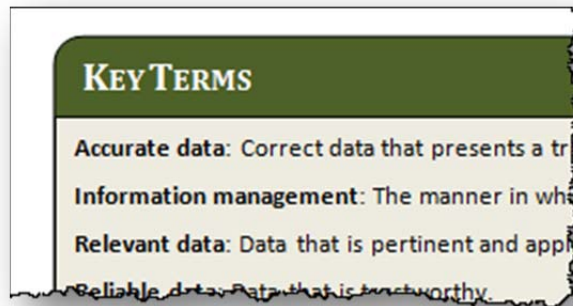 KEY TERMS
Accurate data: Correct data that presents a tr
Information management: The manner in wh
Relevant data: Data that is pertinent and appl
Reliable data: Data that is trustworthy.